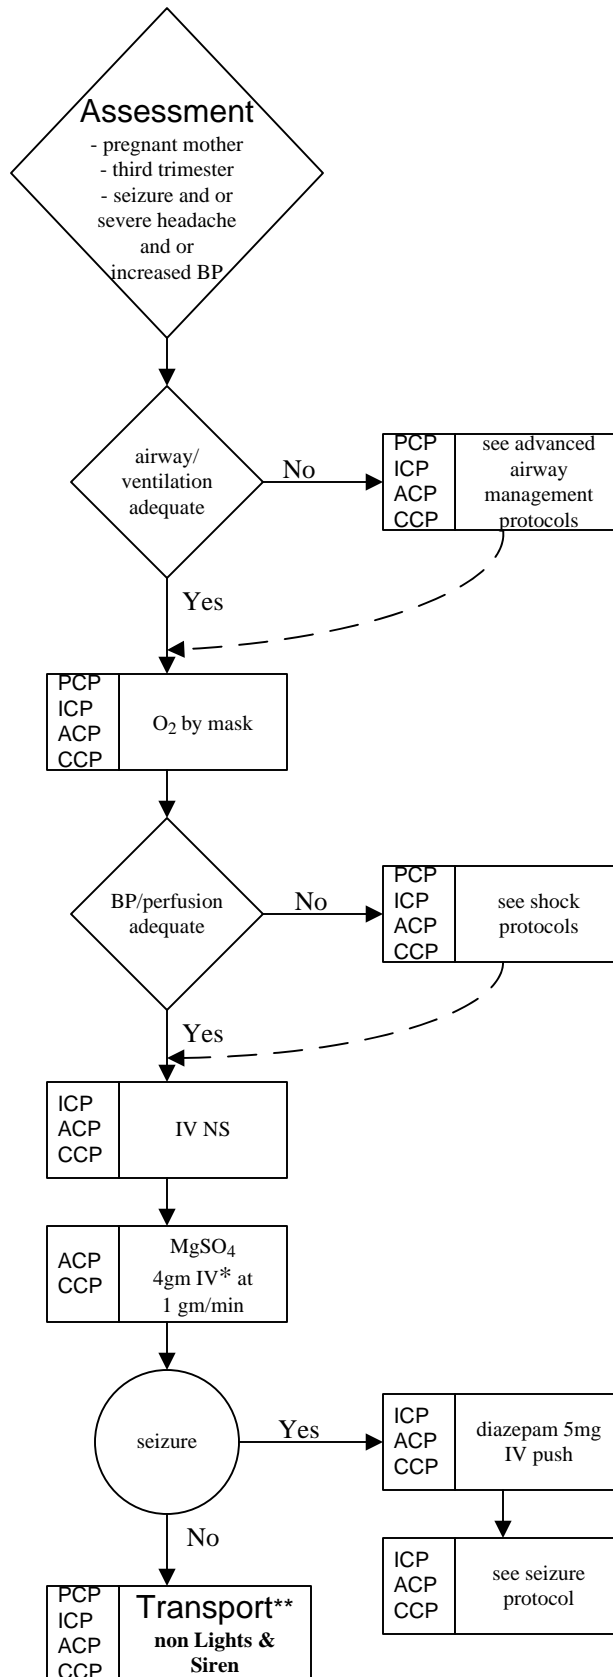 Assessment
- pregnant mother
- third trimester
- seizure and or
severe headache
and or
increased BP
airway/
ventilation
adequate
No
PCP
ICP
ACP
CCP
see advanced
airway
management
protocols
Yes
PCP
ICP
ACP
CCP
O2 by mask
BP/perfusion
adequate
No
PCP
ICP
ACP
CCP
see shock
protocols
Yes
ICP
ACP
CCP
IV NS
ACP
CCP
MgSO4
4gm IV* at
1 gm/min
seizure
Yes
ICP
ACP
CCP
diazepam 5mg
IV push
No
ICP
ACP
CCP
see seizure
protocol
PCP
ICP
ACP
CCP
Transport**
non Lights &
Siren